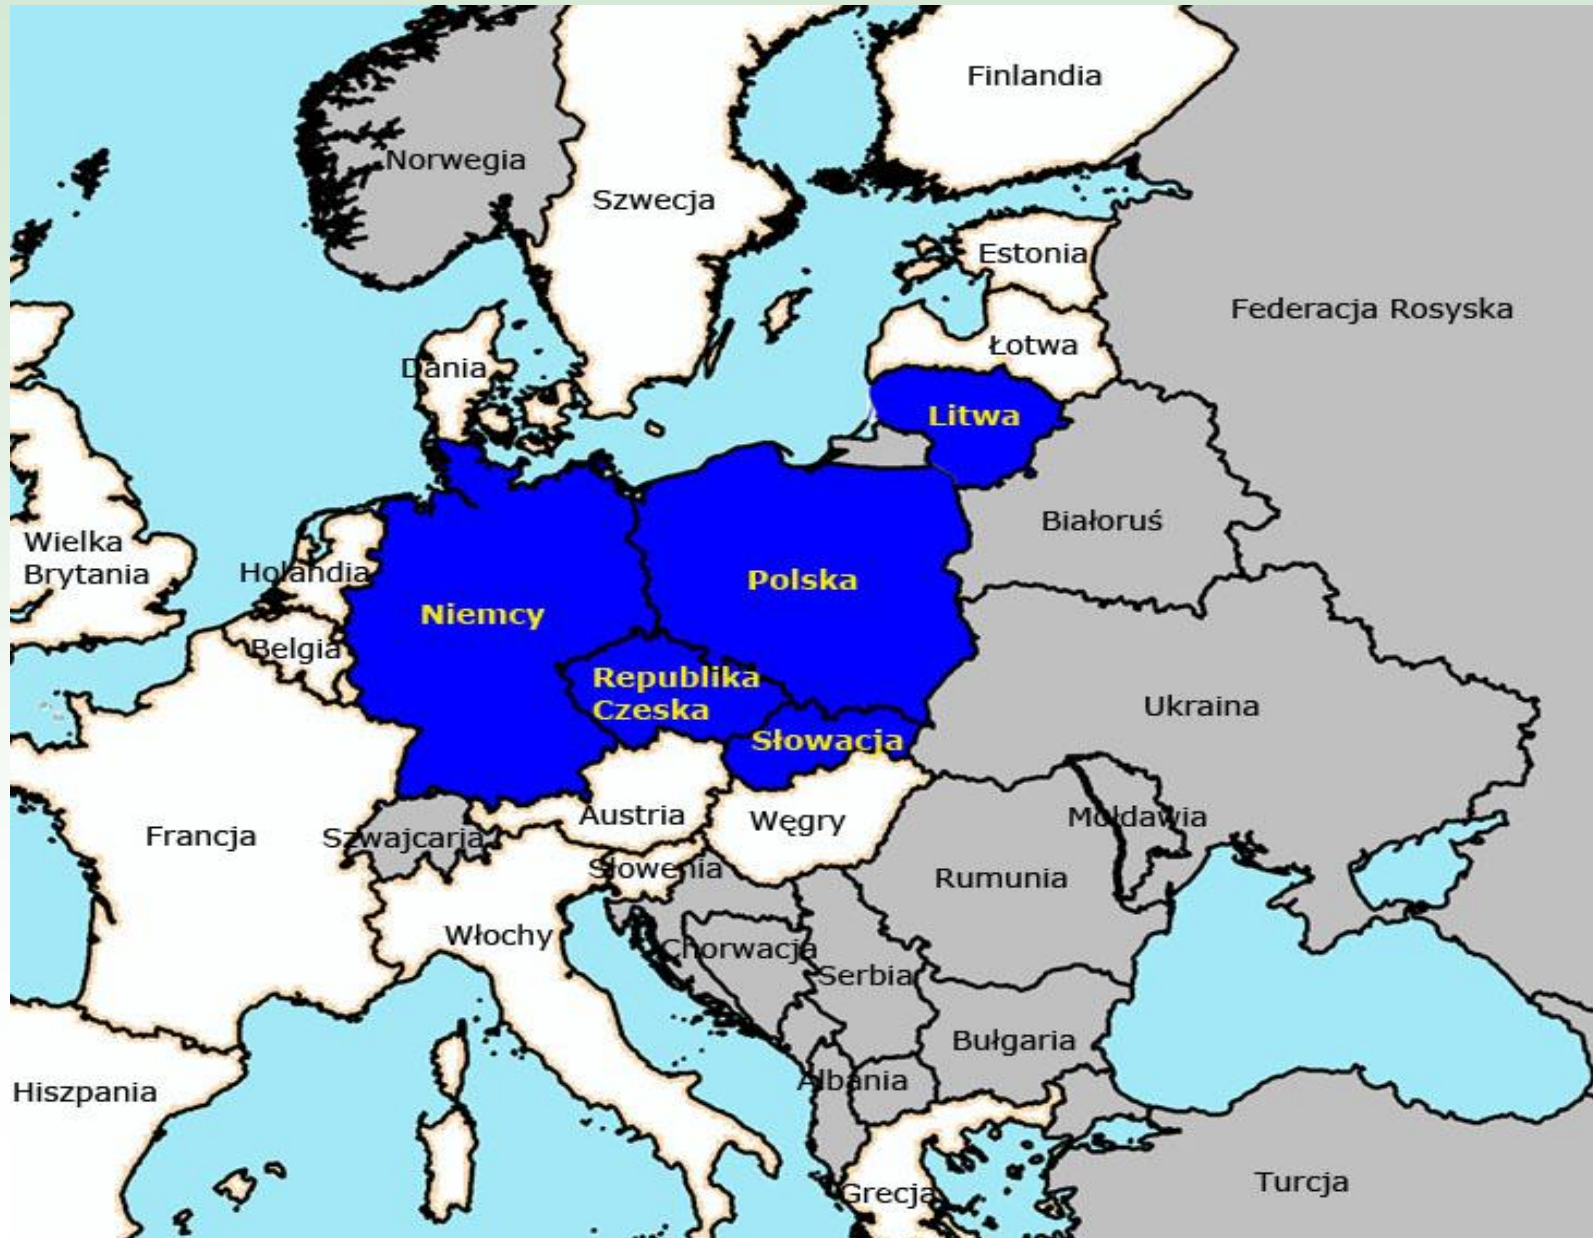 Finlandia
Norwegia
Szwecja
Estonia
Federacja Rosyska
Łotwa
Dania
Litwa
Białoruś
Wielka
Brytania
Holandia
Polska
Niemcy
Belgia
Republika
Czeska
Ukraina
Słowacja
Austria
Węgry
Mołdawia
Francja
Szwajcaria
Słowenia
Rumunia
Włochy
Chorwacja
Serbia
Bułgaria
Albania
Hiszpania
Turcja
Grecja